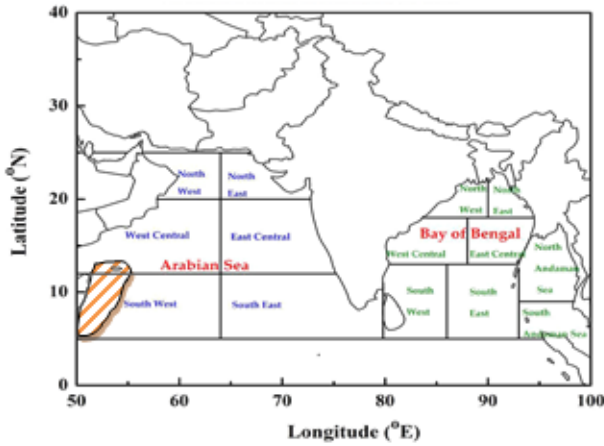 40
30
20
10
0
Latitude (°N)
North West
North East
West Central
East Central
Arabian Sea
South West
South East
North West
North East
Bay of Bengal
West Central
East Central
South West
South East
North Andaman Sea
South Andaman Sea
50 60 70 80 90 100
Longitude (°E)